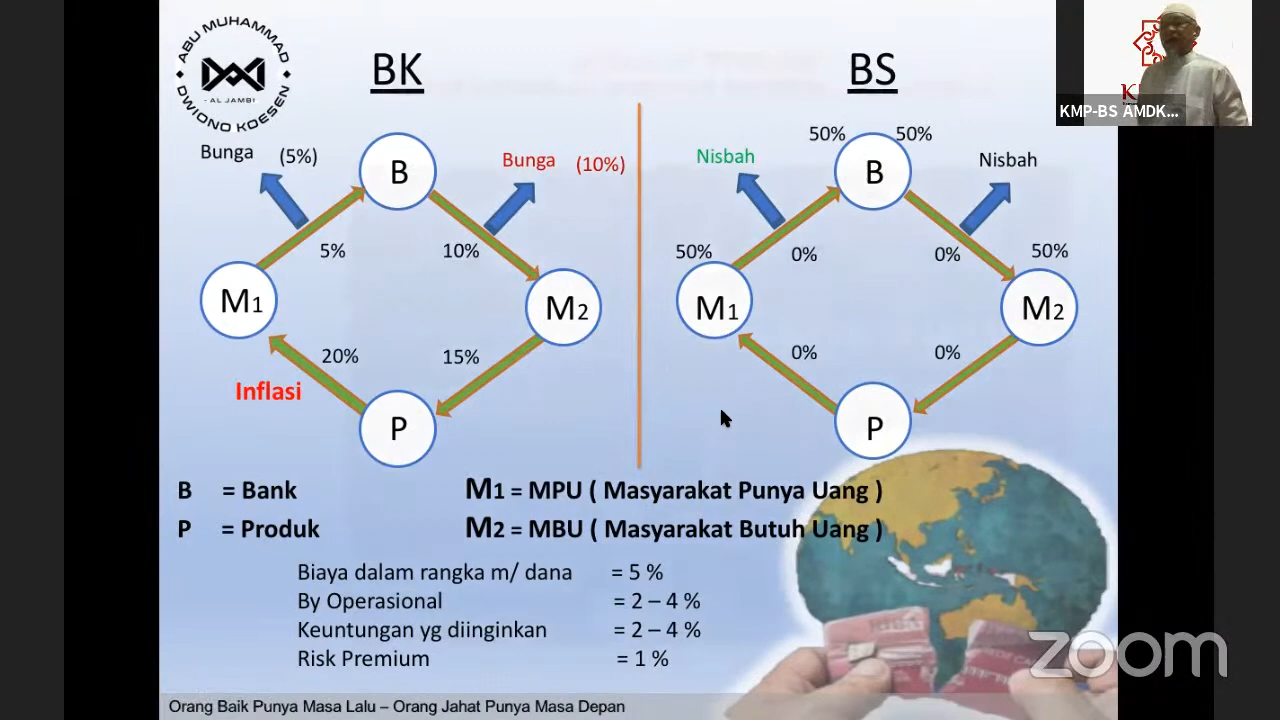 ABU MUHAMMAD
DWIONO KOESEN
- AL JAMBI -
BK
BS
KMP-BS AMDK...
Bunga (5%)
B
Bunga (10%)
5%
10%
M1
M2
20%
15%
Inflasi
P
50%
50%
Nisbah
B
Nisbah
50%
0%
0%
50%
M1
M2
0%
0%
P
B = Bank
M1 = MPU ( Masyarakat Punya Uang )
P = Produk
M2 = MBU ( Masyarakat Butuh Uang )
Biaya dalam rangka m/ dana = 5 %
By Operasional = 2 – 4 %
Keuntungan yg diinginkan = 2 – 4 %
Risk Premium = 1 %
zoom
Orang Baik Punya Masa Lalu – Orang Jahat Punya Masa Depan